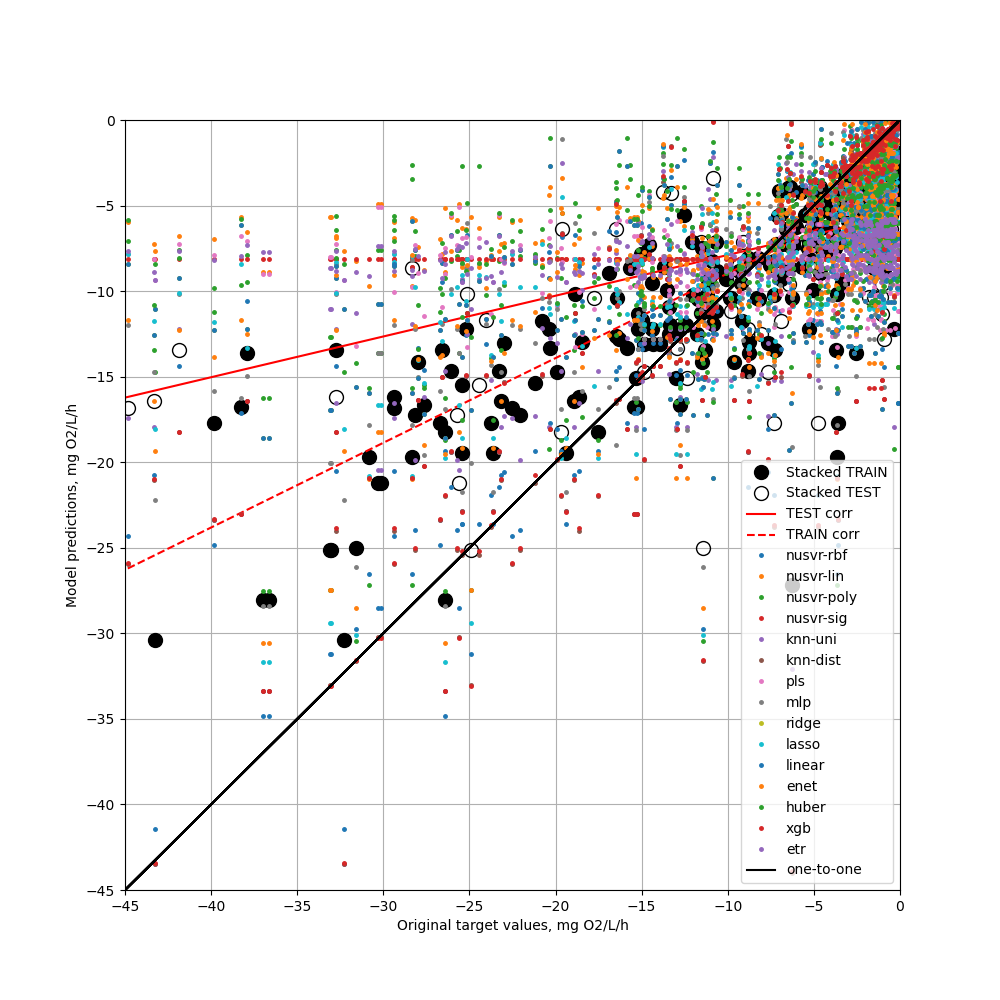 0
−5
−10
−15
−20
−25
−30
−35
−40
−45
Model predictions, mg O2/L/h
Stacked TRAIN
Stacked TEST
TEST corr
TRAIN corr
nusvr-rbf
nusvr-lin
nusvr-poly
nusvr-sig
knn-uni
knn-dist
pls
mlp
ridge
lasso
linear
enet
huber
xgb
etr
one-to-one
−45
−40
−35
−30
−25
−20
−15
−10
−5
0
Original target values, mg O2/L/h